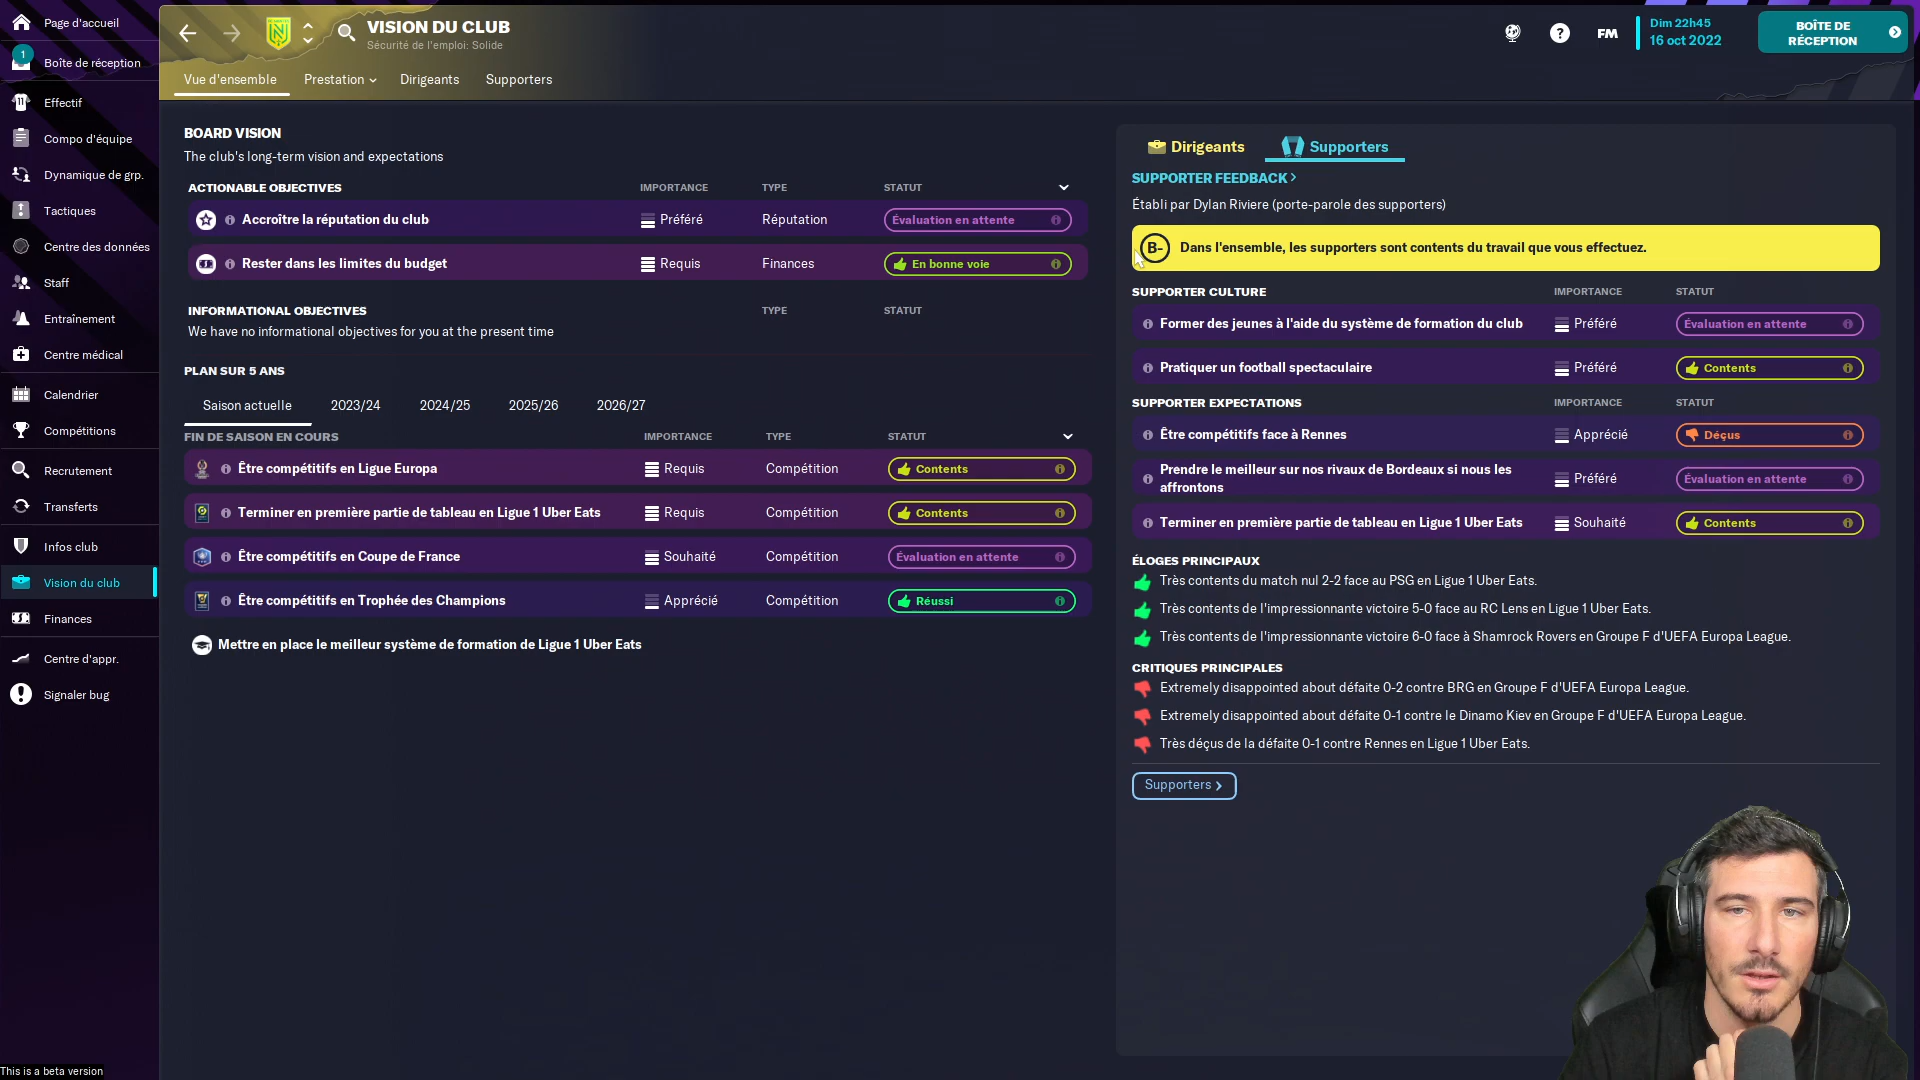 Page d'accueil
1
Boîte de réception
Effectif
Compo d'équipe
Dynamique de grp.
Tactiques
Centre des données
Staff
Entraînement
Centre médical
Calendrier
Compétitions
Recrutement
Transferts
Infos club
Vision du club
Finances
Centre d'appr.
Signaler bug
This is a beta version
VISION DU CLUB
Sécurité de l'emploi: Solide
FM
Dim 22h45
16 oct 2022
BOÎTE DE
RÉCEPTION
Vue d'ensemble Prestation Dirigeants Supporters
BOARD VISION
The club's long-term vision and expectations
ACTIONABLE OBJECTIVES IMPORTANCE TYPE STATUT
Accroître la réputation du club Préféré Réputation Évaluation en attente
Rester dans les limites du budget Requis Finances En bonne voie
INFORMATIONAL OBJECTIVES TYPE STATUT
We have no informational objectives for you at the present time
PLAN SUR 5 ANS
Saison actuelle 2023/24 2024/25 2025/26 2026/27
FIN DE SAISON EN COURS IMPORTANCE TYPE STATUT
Être compétitifs en Ligue Europa Requis Compétition Contents
Terminer en première partie de tableau en Ligue 1 Uber Eats Requis Compétition Contents
Être compétitifs en Coupe de France Souhaité Compétition Évaluation en attente
Être compétitifs en Trophée des Champions Apprécié Compétition Réussi
Mettre en place le meilleur système de formation de Ligue 1 Uber Eats
Dirigeants Supporters
SUPPORTER FEEDBACK
Établi par Dylan Riviere (porte-parole des supporters)
B- Dans l'ensemble, les supporters sont contents du travail que vous effectuez.
SUPPORTER CULTURE IMPORTANCE STATUT
Former des jeunes à l'aide du système de formation du club Préféré Évaluation en attente
Pratiquer un football spectaculaire Préféré Contents
SUPPORTER EXPECTATIONS IMPORTANCE STATUT
Être compétitifs face à Rennes Apprécié Déçus
Prendre le meilleur sur nos rivaux de Bordeaux si nous les
affrontons Préféré Évaluation en attente
Terminer en première partie de tableau en Ligue 1 Uber Eats Souhaité Contents
ÉLOGES PRINCIPAUX
Très contents du match nul 2-2 face au PSG en Ligue 1 Uber Eats.
Très contents de l'impressionnante victoire 5-0 face au RC Lens en Ligue 1 Uber Eats.
Très contents de l'impressionnante victoire 6-0 face à Shamrock Rovers en Groupe F d'UEFA Europa League.
CRITIQUES PRINCIPALES
Extremely disappointed about défaite 0-2 contre BRG en Groupe F d'UEFA Europa League.
Extremely disappointed about défaite 0-1 contre le Dinamo Kiev en Groupe F d'UEFA Europa League.
Très déçus de la défaite 0-1 contre Rennes en Ligue 1 Uber Eats.
Supporters